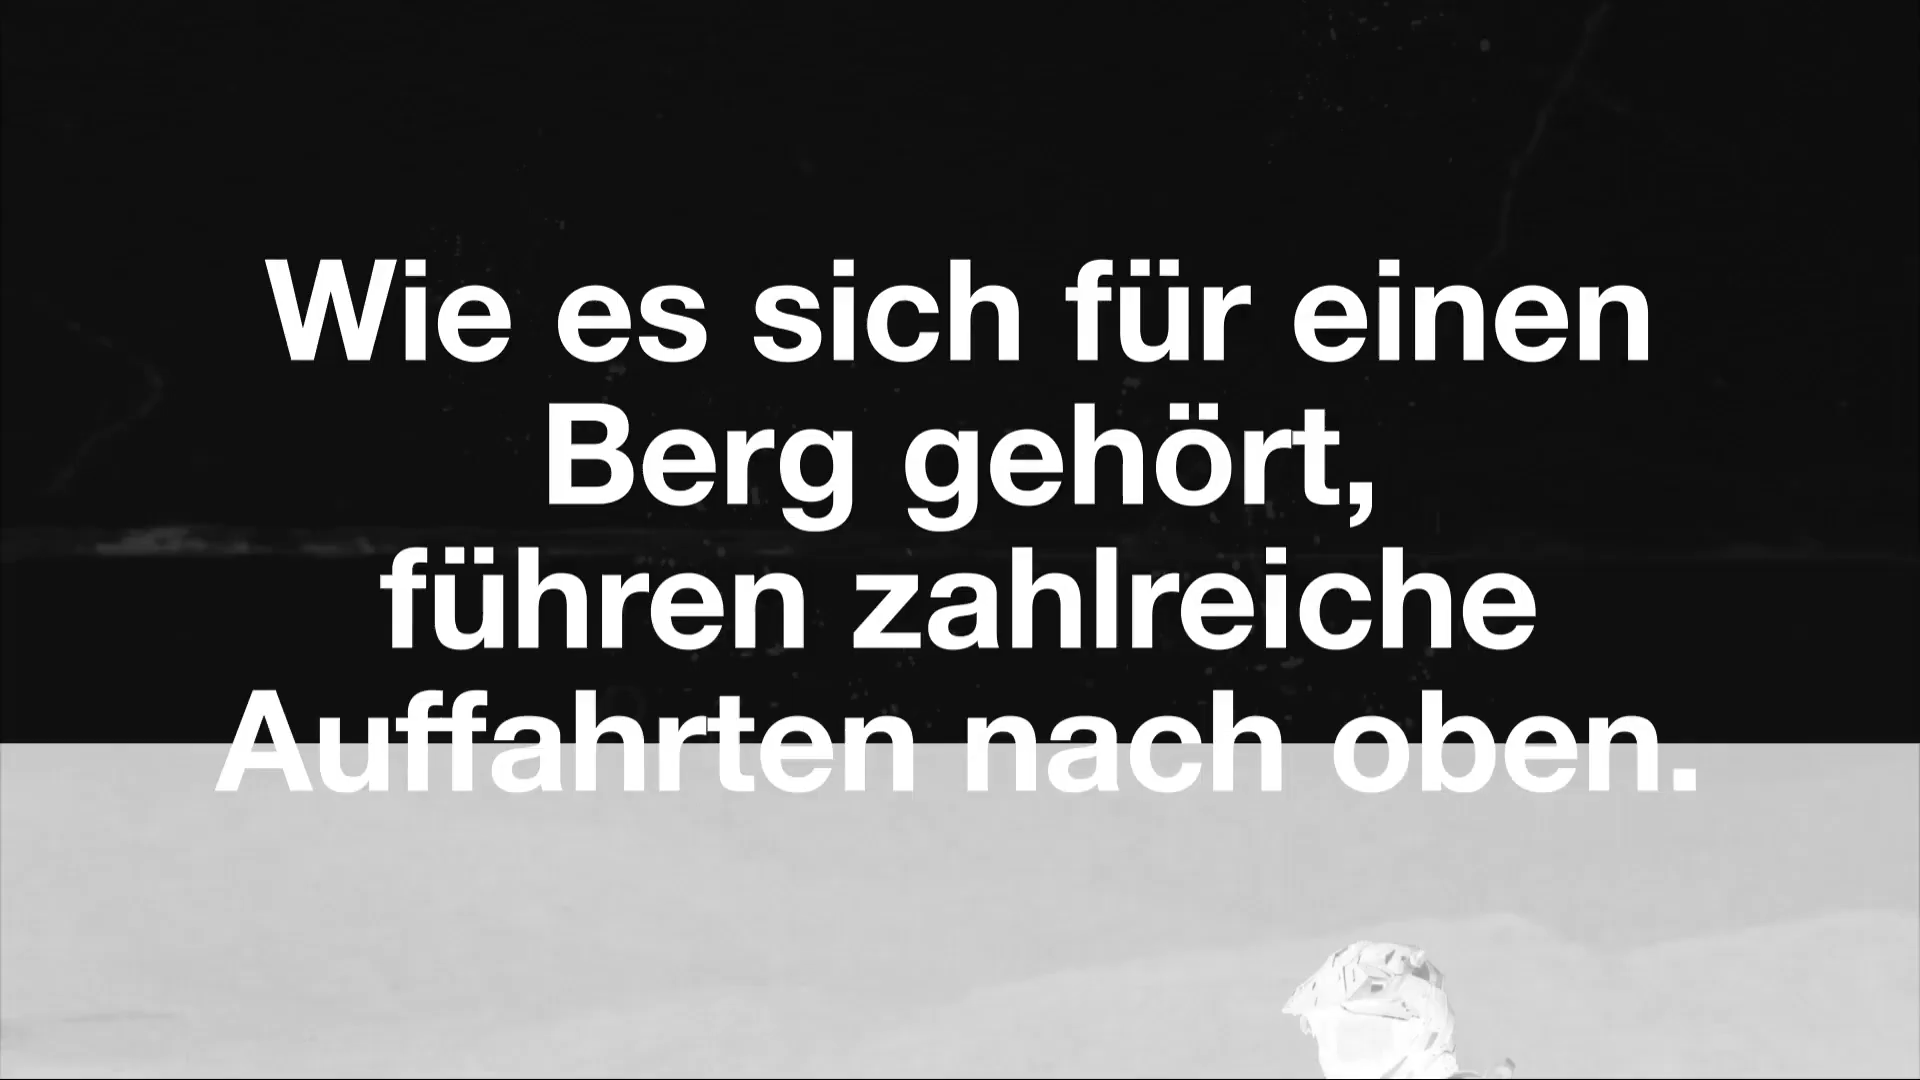 Wie es sich für einen
Berg gehört,
führen zahlreiche
Auffahrten nach oben.